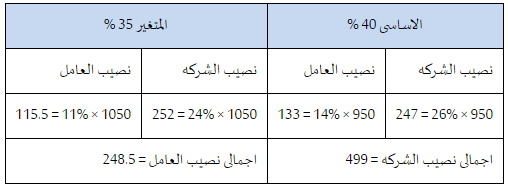 الاساسى 40 %
المتغير 35 %
نصيب الشركه
نصيب العامل
نصيب الشركه
نصيب العامل
950 × 26% = 247
950 × 14% = 133
1050 × 24% = 252
1050 × 11% = 115.5
اجمالى نصيب الشركه = 499
اجمالى نصيب العامل = 248.5